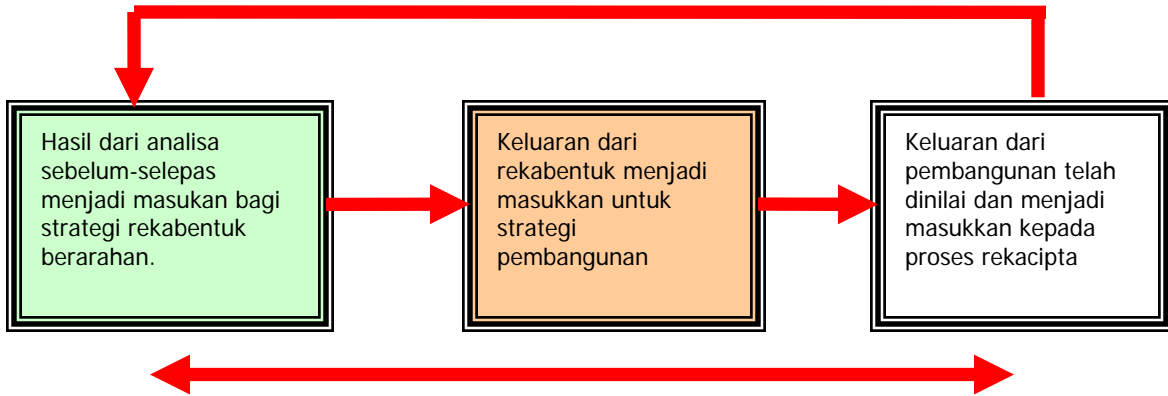 Hasil dari analisa
sebelum-selepas
menjadi masukan bagi
strategi rekabentuk
berarahan.
Keluaran dari
rekabentuk menjadi
masukkan untuk
strategi
pembangunan
Keluaran dari
pembangunan telah
dinilai dan menjadi
masukkan kepada
proses rekacipta